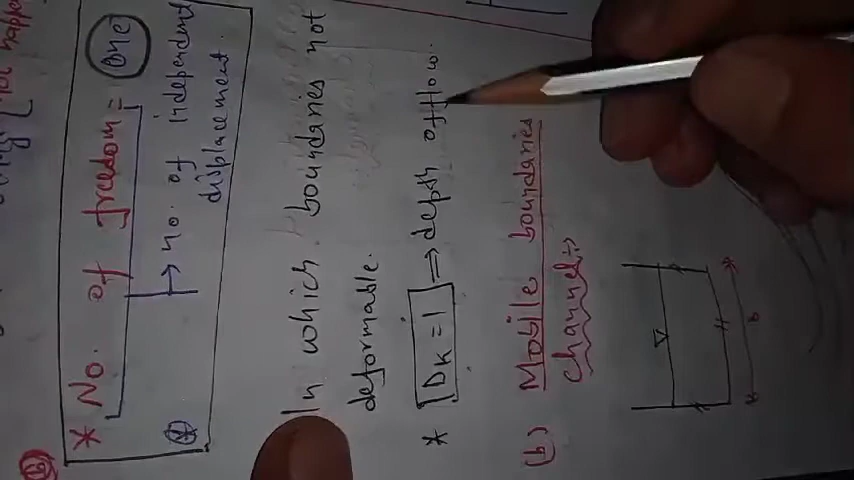 * No. of freedom = one
→ no. of independent
displacement.
In which boundaries not
deformable.
* DK = 1 ⇒ depth of flow.
(b) Mobile boundaries
channel :-
b